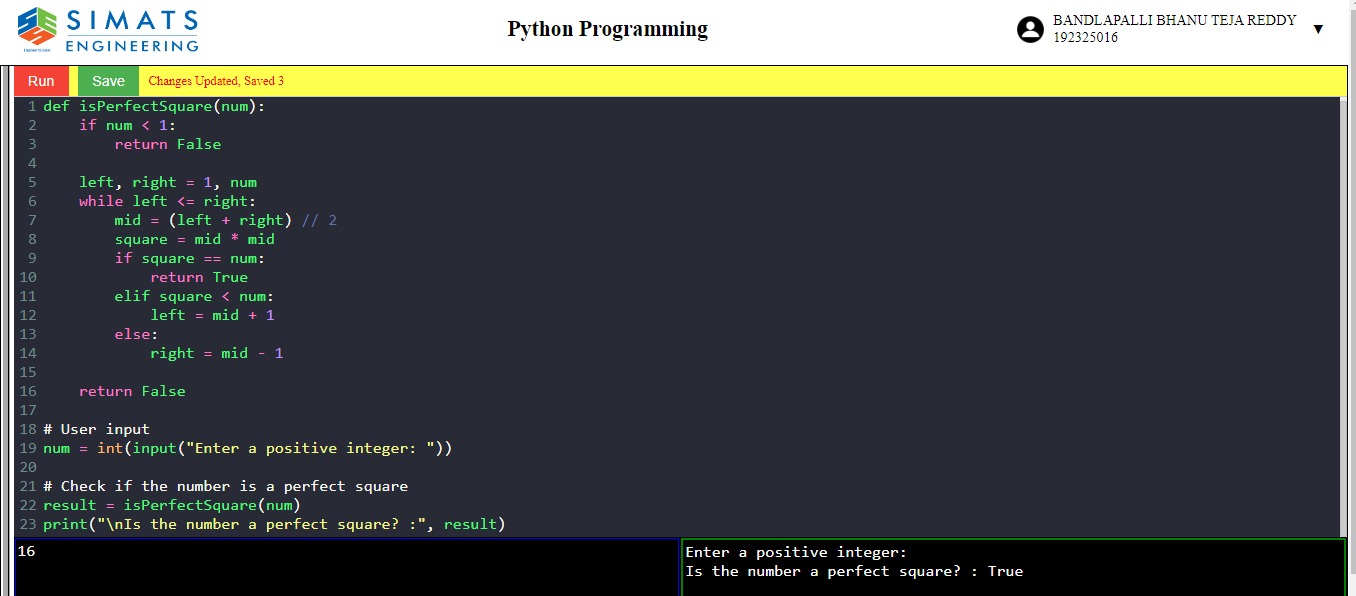 SIMATS
ENGINEERING
Python Programming
BANDLAPALLI BHANU TEJA REDDY
192325016
▼
Run Save Changes Updated, Saved 3
1 def isPerfectSquare(num):
2     if num < 1:
3         return False
4
5     left, right = 1, num
6     while left <= right:
7         mid = (left + right) // 2
8         square = mid * mid
9         if square == num:
10             return True
11         elif square < num:
12             left = mid + 1
13         else:
14             right = mid - 1
15
16     return False
17
18 # User input
19 num = int(input("Enter a positive integer: "))
20
21 # Check if the number is a perfect square
22 result = isPerfectSquare(num)
23 print("\nIs the number a perfect square? :", result)
16
Enter a positive integer:
Is the number a perfect square? : True